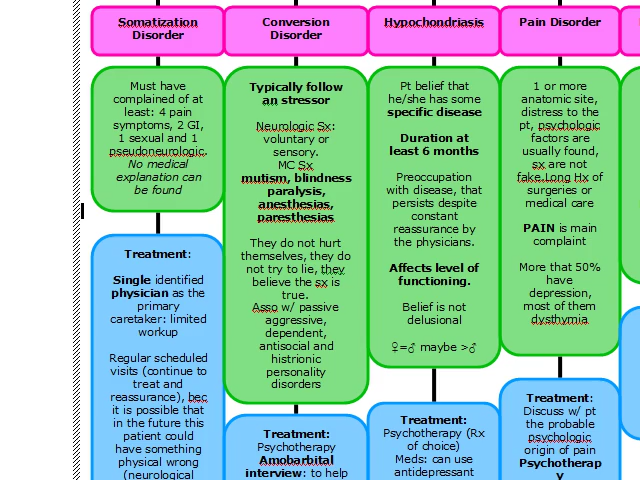 Somatization
Disorder
Must have
complained of at
least: 4 pain
symptoms, 2 GI,
1 sexual and 1
pseudoneurologic.
No medical
explanation can
be found
Treatment:
Single identified
physician as the
primary
caretaker: limited
workup
Regular scheduled
visits (continue to
treat and
reassurance), bec
it is possible that
in the future this
patient could
have something
physical wrong
(neurological
Conversion
Disorder
Typically follow
an stressor
Neurologic Sx:
voluntary or
sensory.
MC Sx
mutism, blindness
paralysis,
anesthesias,
paresthesias
They do not hurt
themselves, they do
not try to lie, they
believe the sx is
true.
Asso w/ passive
aggressive,
dependent,
antisocial and
histrionic
personality
disorders
Treatment:
Psychotherapy
Amobarbital
interview: to help
Hypochondriasis
Pt belief that
he/she has some
specific disease
Duration at
least 6 months
Preoccupation
with disease, that
persists despite
constant
reassurance by
the physicians.
Affects level of
functioning.
Belief is not
delusional
♀=♂ maybe >♂
Treatment:
Psychotherapy (Rx
of choice)
Meds: can use
antidepressant
Pain Disorder
1 or more
anatomic site,
distress to the
pt, psychologic
factors are
usually found,
sx are not
fake.Long hx of
surgeries or
medical care
PAIN is main
complaint
More that 50%
have
depression,
most of them
dysthymia
Treatment:
Discuss w/ pt
the probable
psychologic
origin of pain
Psychotherap
y